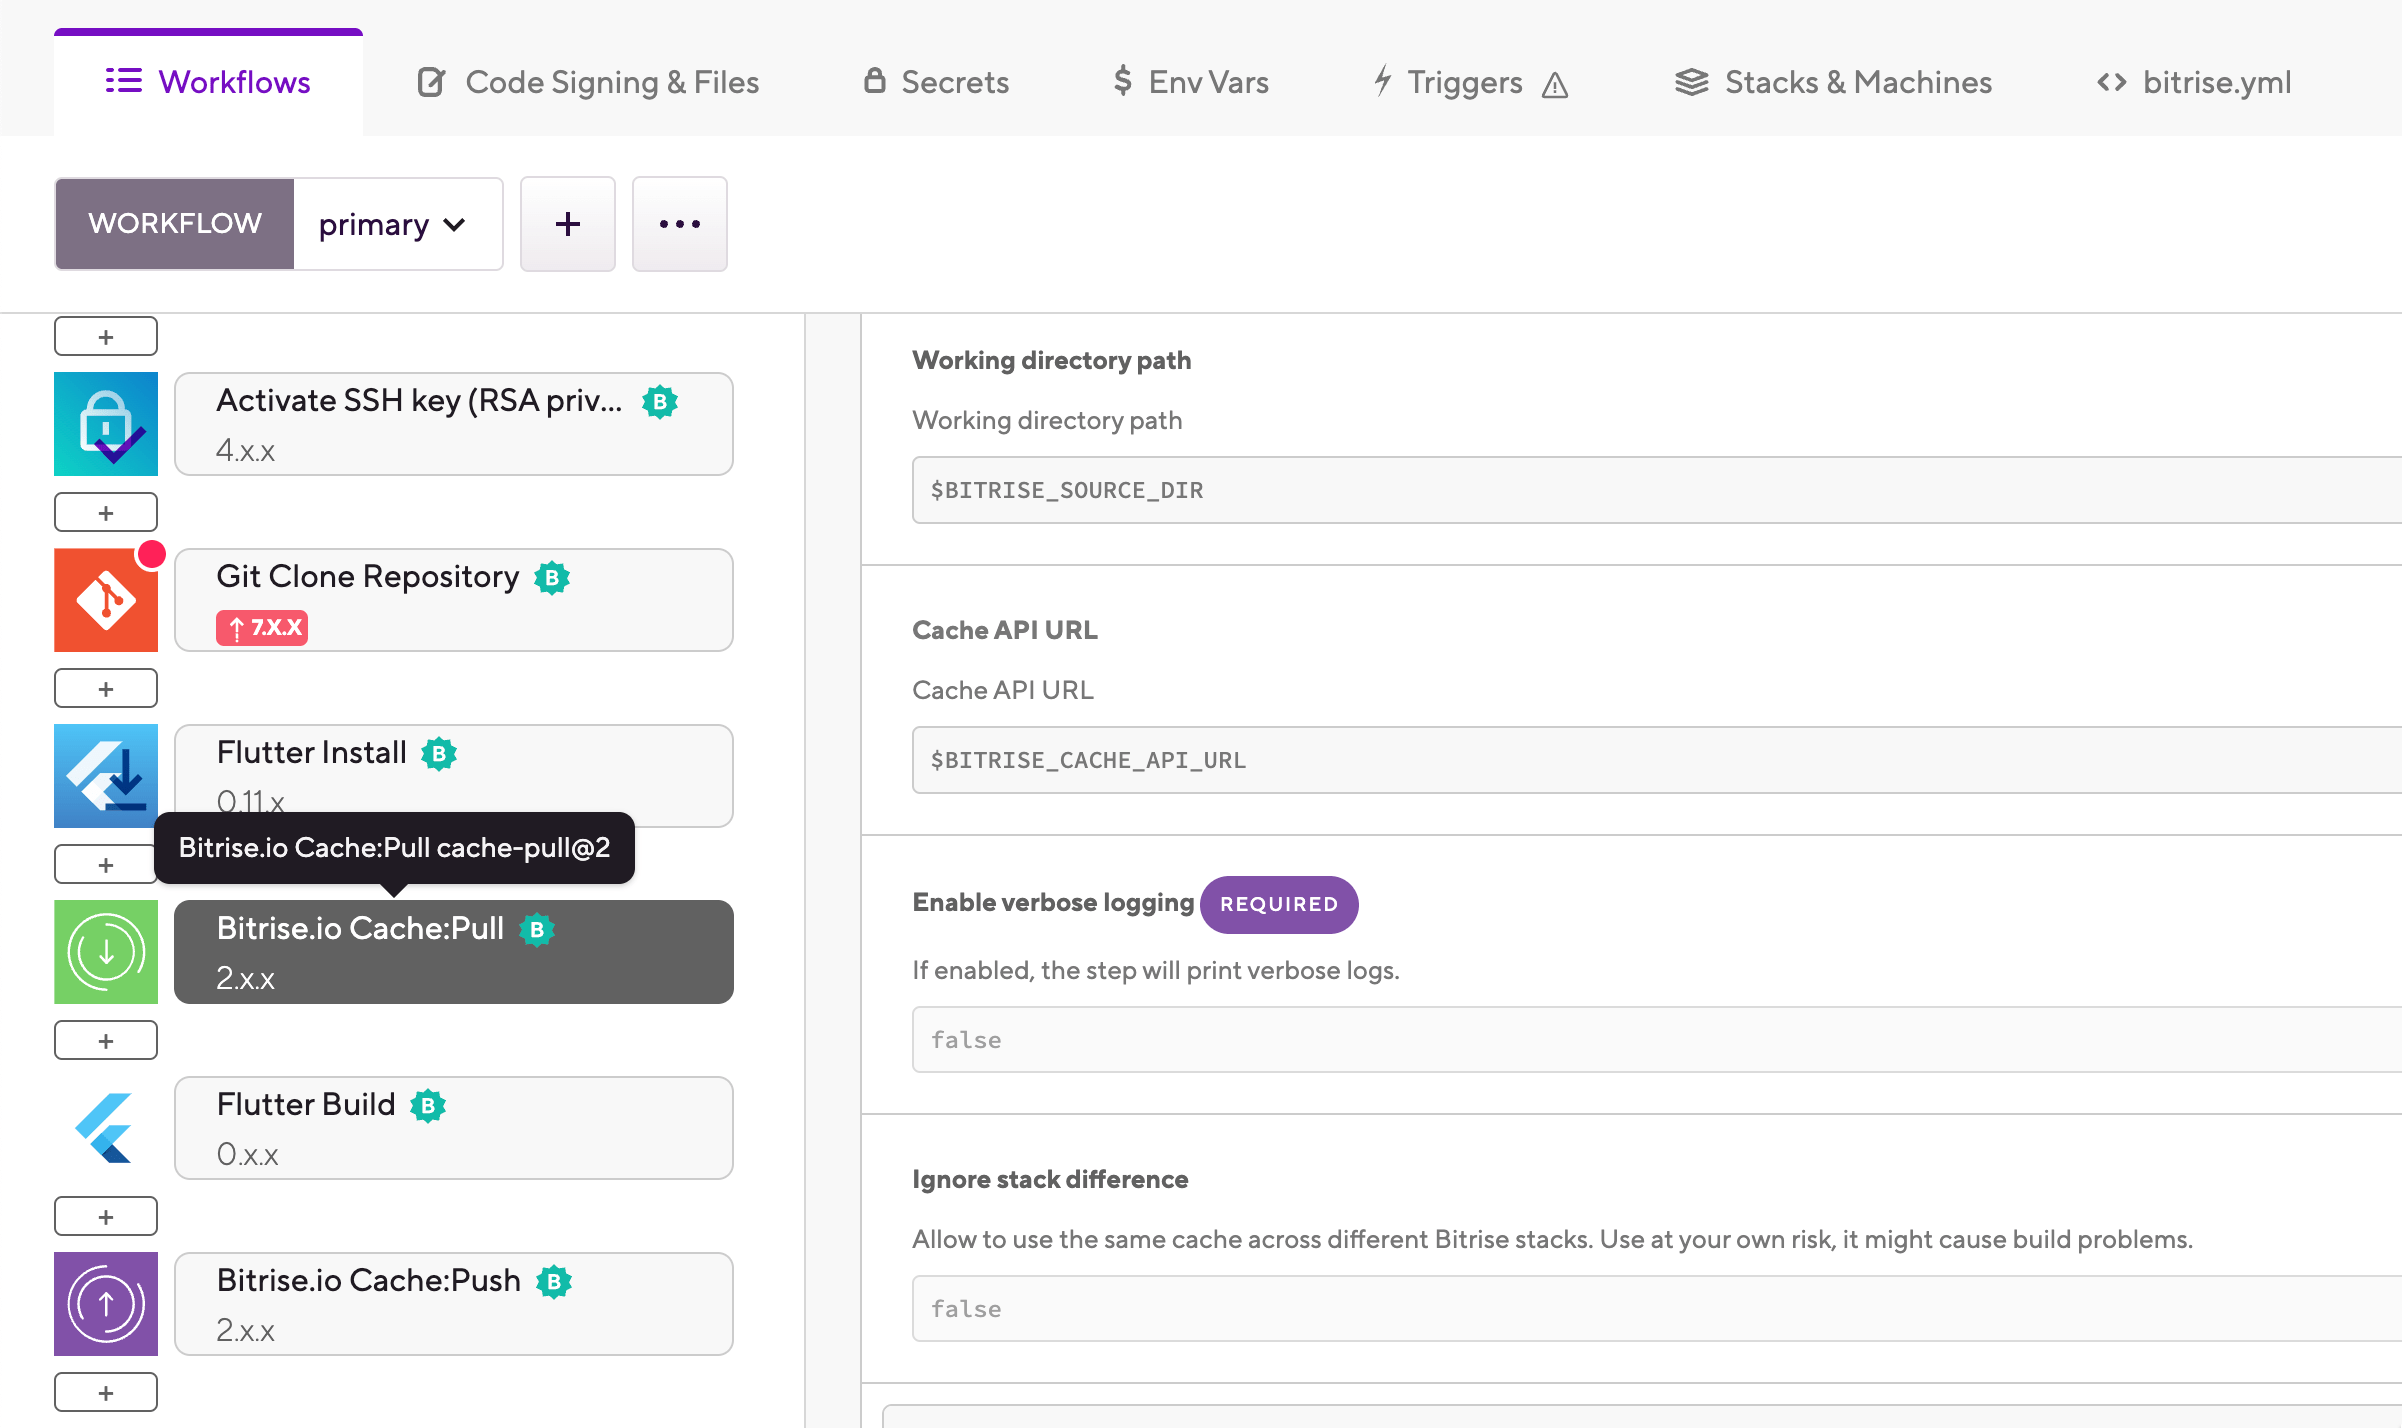 Workflows
Code Signing & Files
Secrets
$ Env Vars
Triggers
Stacks & Machines
<> bitrise.yml
WORKFLOW primary
+
...
+
Activate SSH key (RSA priv... B
4.x.x
+
Git Clone Repository B
7.X.X
+
Flutter Install B
0.11.x
Bitrise.io Cache:Pull cache-pull@2
+
Bitrise.io Cache:Pull B
2.x.x
+
Flutter Build B
0.x.x
+
Bitrise.io Cache:Push B
2.x.x
+
Working directory path
Working directory path
$BITRISE_SOURCE_DIR
Cache API URL
Cache API URL
$BITRISE_CACHE_API_URL
Enable verbose logging REQUIRED
If enabled, the step will print verbose logs.
false
Ignore stack difference
Allow to use the same cache across different Bitrise stacks. Use at your own risk, it might cause build problems.
false